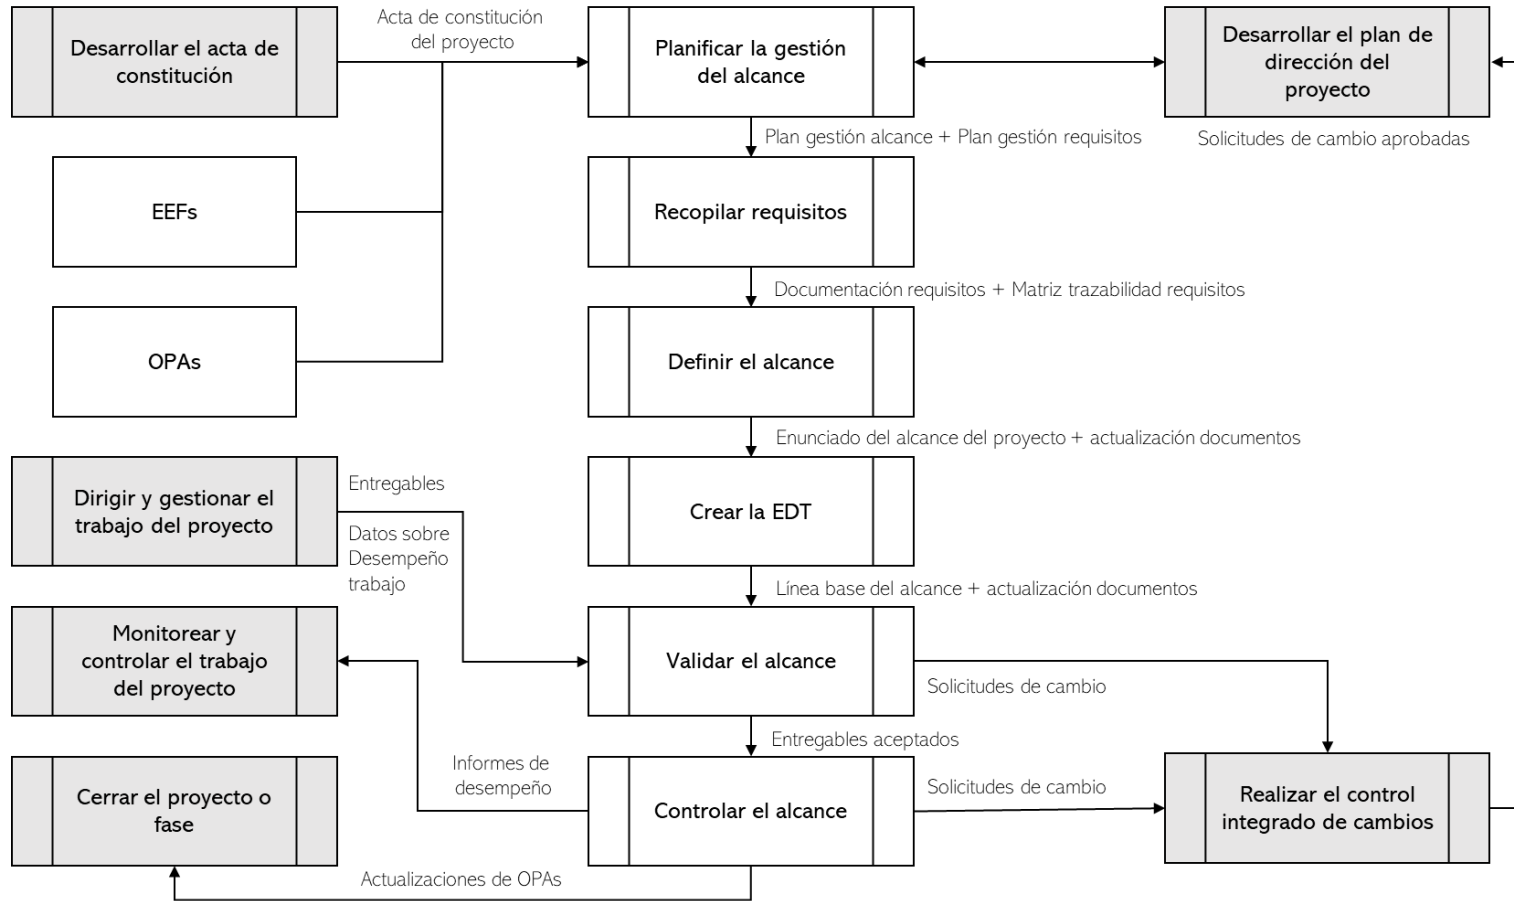 Desarrollar el acta de
constitución
Acta de constitución
del proyecto
Planificar la gestión
del alcance
Desarrollar el plan de
dirección del
proyecto
Plan gestión alcance + Plan gestión requisitos
Solicitudes de cambio aprobadas
EEFs
Recopilar requisitos
Documentación requisitos + Matriz trazabilidad requisitos
OPAs
Definir el alcance
Enunciado del alcance del proyecto + actualización documentos
Dirigir y gestionar el
trabajo del proyecto
Entregables
Datos sobre
Desempeño
trabajo
Crear la EDT
Línea base del alcance + actualización documentos
Monitorear y
controlar el trabajo
del proyecto
Validar el alcance
Solicitudes de cambio
Entregables aceptados
Cerrar el proyecto o
fase
Informes de
desempeño
Controlar el alcance
Solicitudes de cambio
Realizar el control
integrado de cambios
Actualizaciones de OPAs